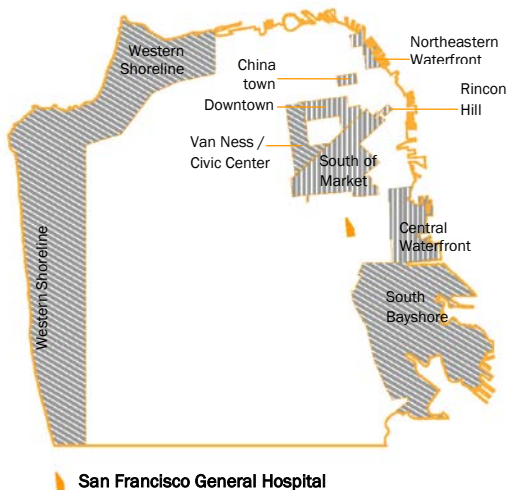 Western
Shoreline
Northeastern
Waterfront
China
town
Rincon
Hill
Downtown
Van Ness /
Civic Center
South of
Market
Central
Waterfront
Western Shoreline
South
Bayshore
San Francisco General Hospital